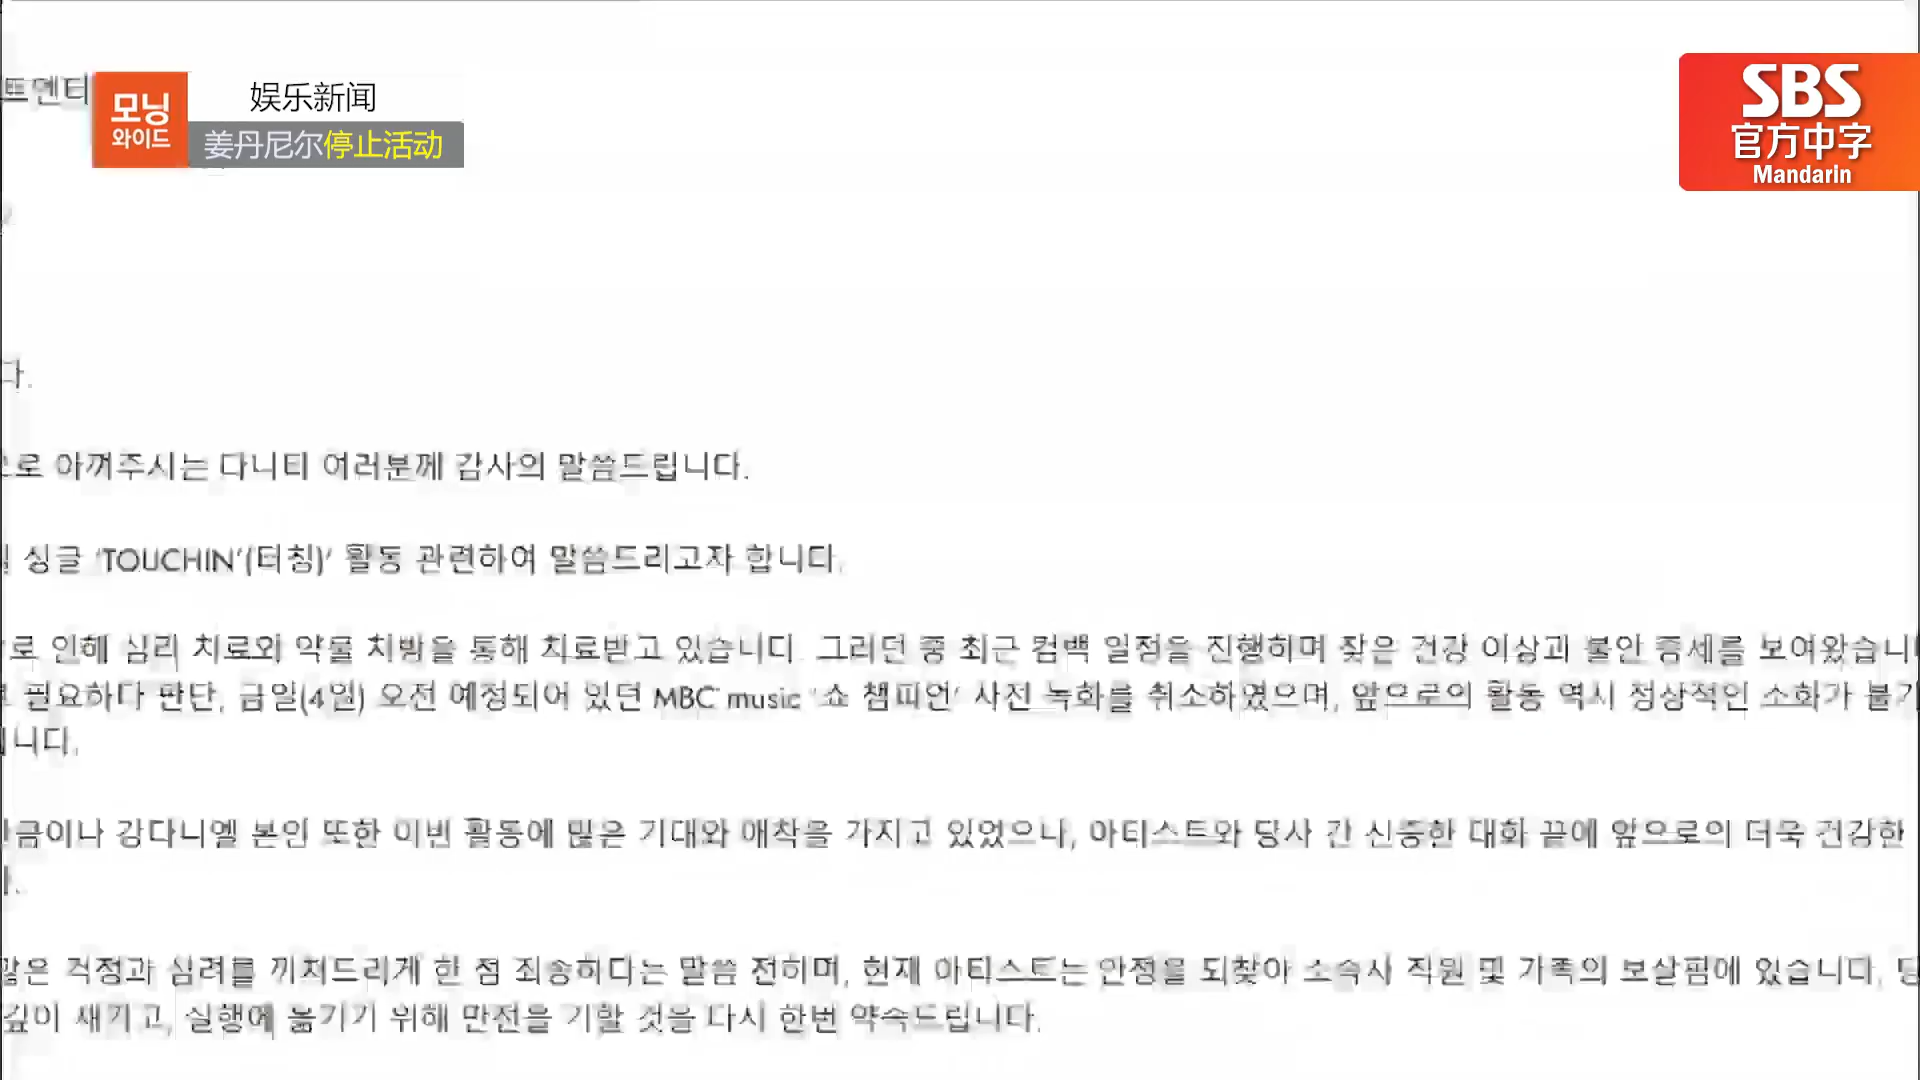 트멘티
모닝
와이드
娱乐新闻
姜丹尼尔停止活动
SBS
官方中字
Mandarin
다.
으로 아껴주시는 다니티 여러분께 감사의 말씀드립니다.
싱글 'TOUCHIN'(터칭)' 활동 관련하여 말씀드리고자 합니다.
로 인해 심리 치료와 약물 처방을 통해 치료받고 있습니다. 그러던 중 최근 컴백 일정을 진행하며 잦은 건강 이상과 불안 증세를 보여왔습니
필요하다 판단, 금일(4일) 오전 예정되어 있던 MBC music '쇼 챔피언' 사전 녹화를 취소하였으며, 앞으로의 활동 역시 정상적인 소화가 불가
니다.
만큼이나 강다니엘 본인 또한 이번 활동에 많은 기대와 애착을 가지고 있었으나, 아티스트와 당사 간 신중한 대화 끝에 앞으로의 더욱 건강한
많은 걱정과 심려를 끼쳐드리게 한 점 죄송하다는 말씀 전하며, 현재 아티스트는 안정을 되찾아 소속사 직원 및 가족의 보살핌에 있습니다. 당
깊이 새기고, 실행에 옮기기 위해 만전을 기할 것을 다시 한번 약속드립니다.